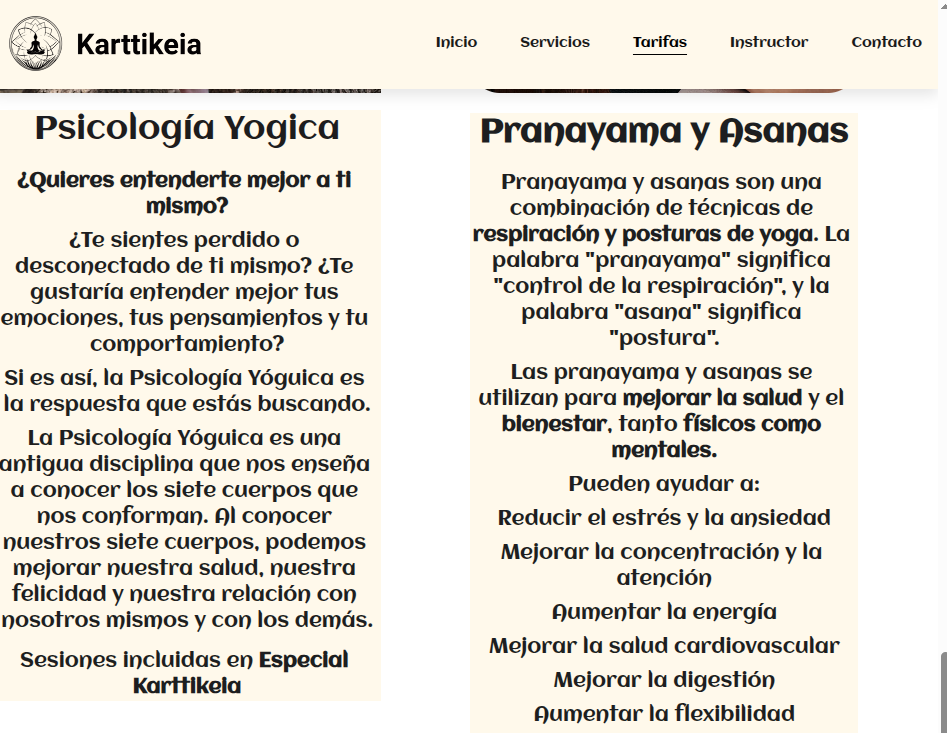 Karttikeia
Inicio
Servicios
Tarifas
Instructor
Contacto
Psicología Yogica
¿Quieres entenderte mejor a ti
mismo?
¿Te sientes perdido o
desconectado de ti mismo? ¿Te
gustaría entender mejor tus
emociones, tus pensamientos y tu
comportamiento?
Si es así, la Psicología Yóguica es
la respuesta que estás buscando.
La Psicología Yóguica es una
antigua disciplina que nos enseña
a conocer los siete cuerpos que
nos conforman. Al conocer
nuestros siete cuerpos, podemos
mejorar nuestra salud, nuestra
felicidad y nuestra relación con
nosotros mismos y con los demás.
Sesiones incluidas en Especial
Karttikeia
Pranayama y Asanas
Pranayama y asanas son una
combinación de técnicas de
respiración y posturas de yoga. La
palabra "pranayama" significa
"control de la respiración", y la
palabra "asana" significa
"postura".
Las pranayama y asanas se
utilizan para mejorar la salud y el
bienestar, tanto físicos como
mentales.
Pueden ayudar a:
Reducir el estrés y la ansiedad
Mejorar la concentración y la
atención
Aumentar la energía
Mejorar la salud cardiovascular
Mejorar la digestión
Aumentar la flexibilidad